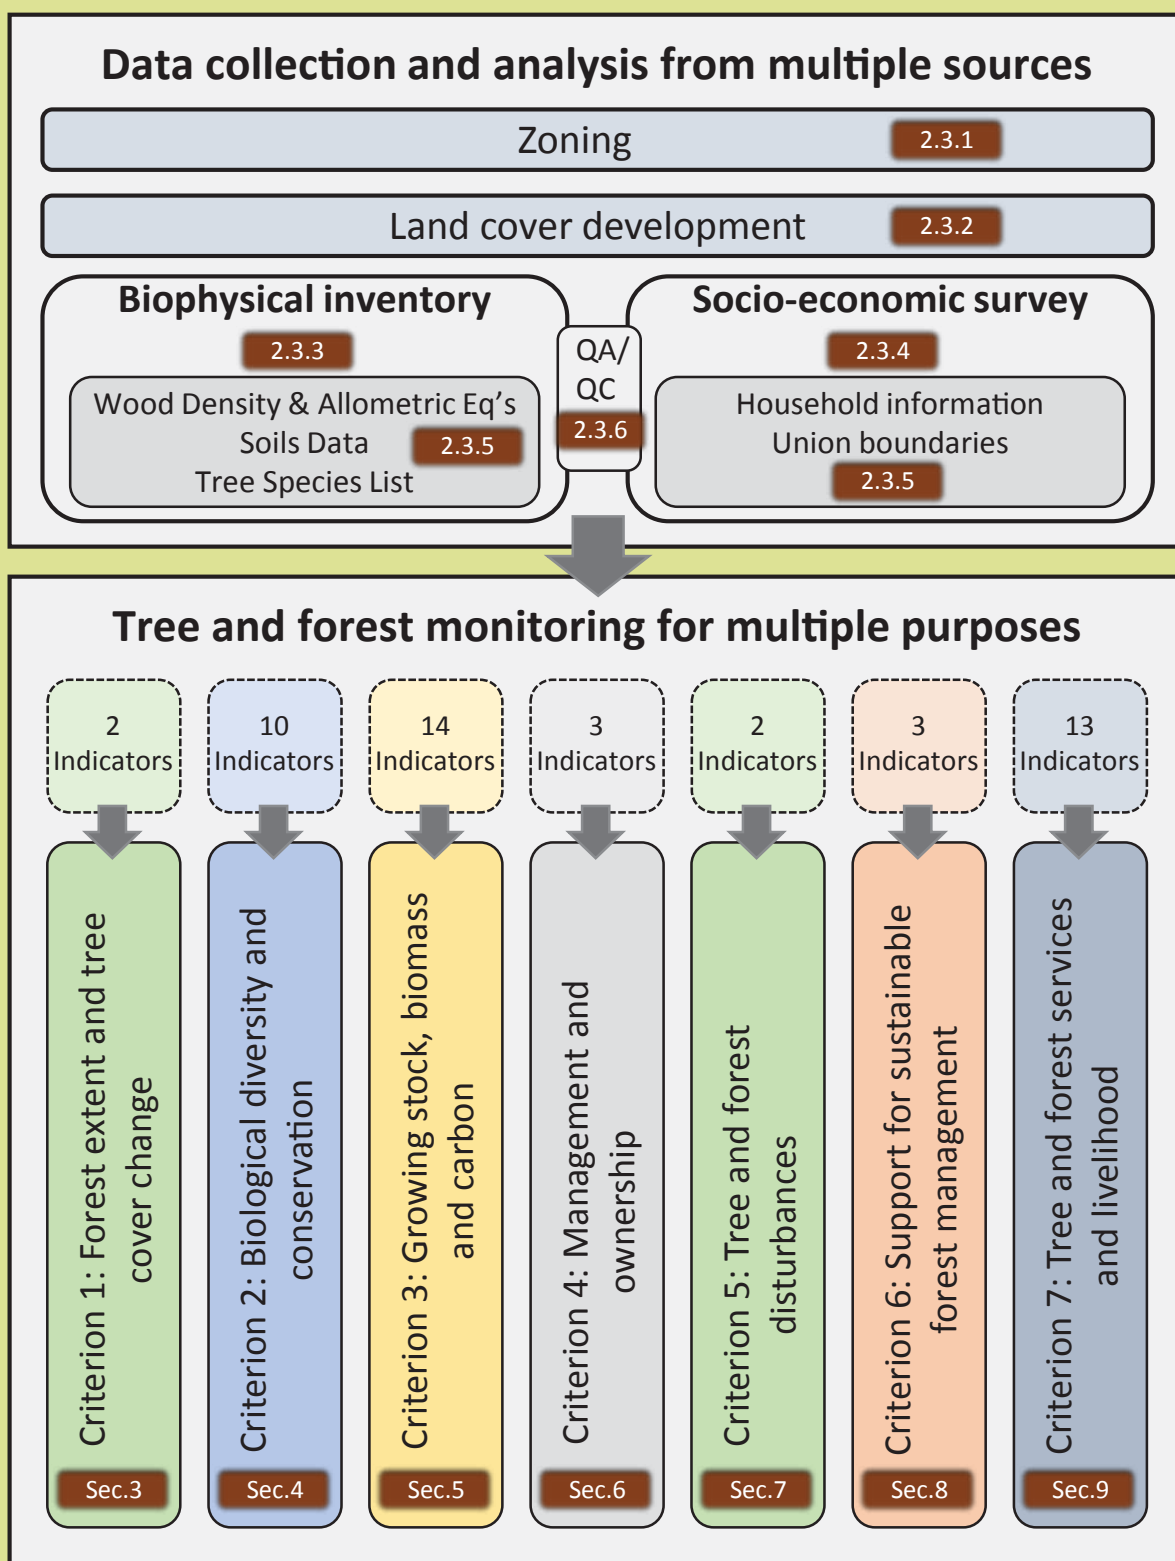 Data collection and analysis from multiple sources
Zoning
2.3.1
Land cover development
2.3.2
Biophysical inventory
2.3.3
Wood Density & Allometric Eq's
Soils Data
2.3.5
Tree Species List
QA/
QC
2.3.6
Socio-economic survey
2.3.4
Household information
Union boundaries
2.3.5
Tree and forest monitoring for multiple purposes
2
Indicators
10
Indicators
14
Indicators
3
Indicators
2
Indicators
3
Indicators
13
Indicators
Criterion 1: Forest extent and tree
cover change
Sec.3
Criterion 2: Biological diversity and
conservation
Sec.4
Criterion 3: Growing stock, biomass
and carbon
Sec.5
Criterion 4: Management and
ownership
Sec.6
Criterion 5: Tree and forest
disturbances
Sec.7
Criterion 6: Support for sustainable
forest management
Sec.8
Criterion 7: Tree and forest services
and livelihood
Sec.9